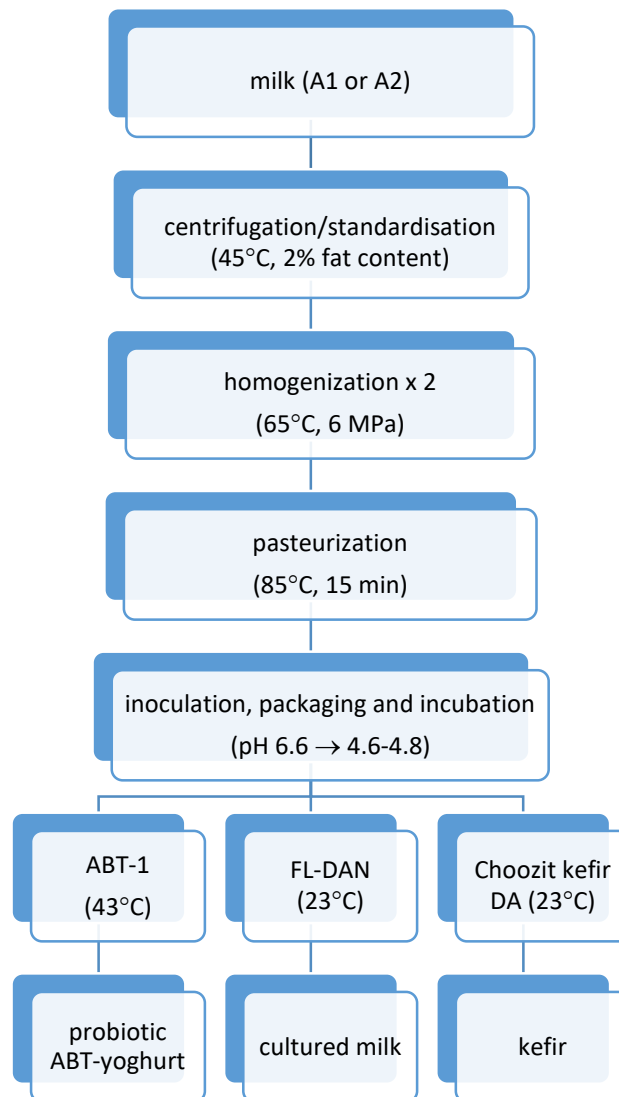 milk (A1 or A2)
centrifugation/standardisation
(45°C, 2% fat content)
homogenization x 2
(65°C, 6 MPa)
pasteurization
(85°C, 15 min)
inoculation, packaging and incubation
(pH 6.6 → 4.6-4.8)
ABT-1
(43°C)
FL-DAN
(23°C)
Choozit kefir
DA (23°C)
probiotic
ABT-yoghurt
cultured milk
kefir